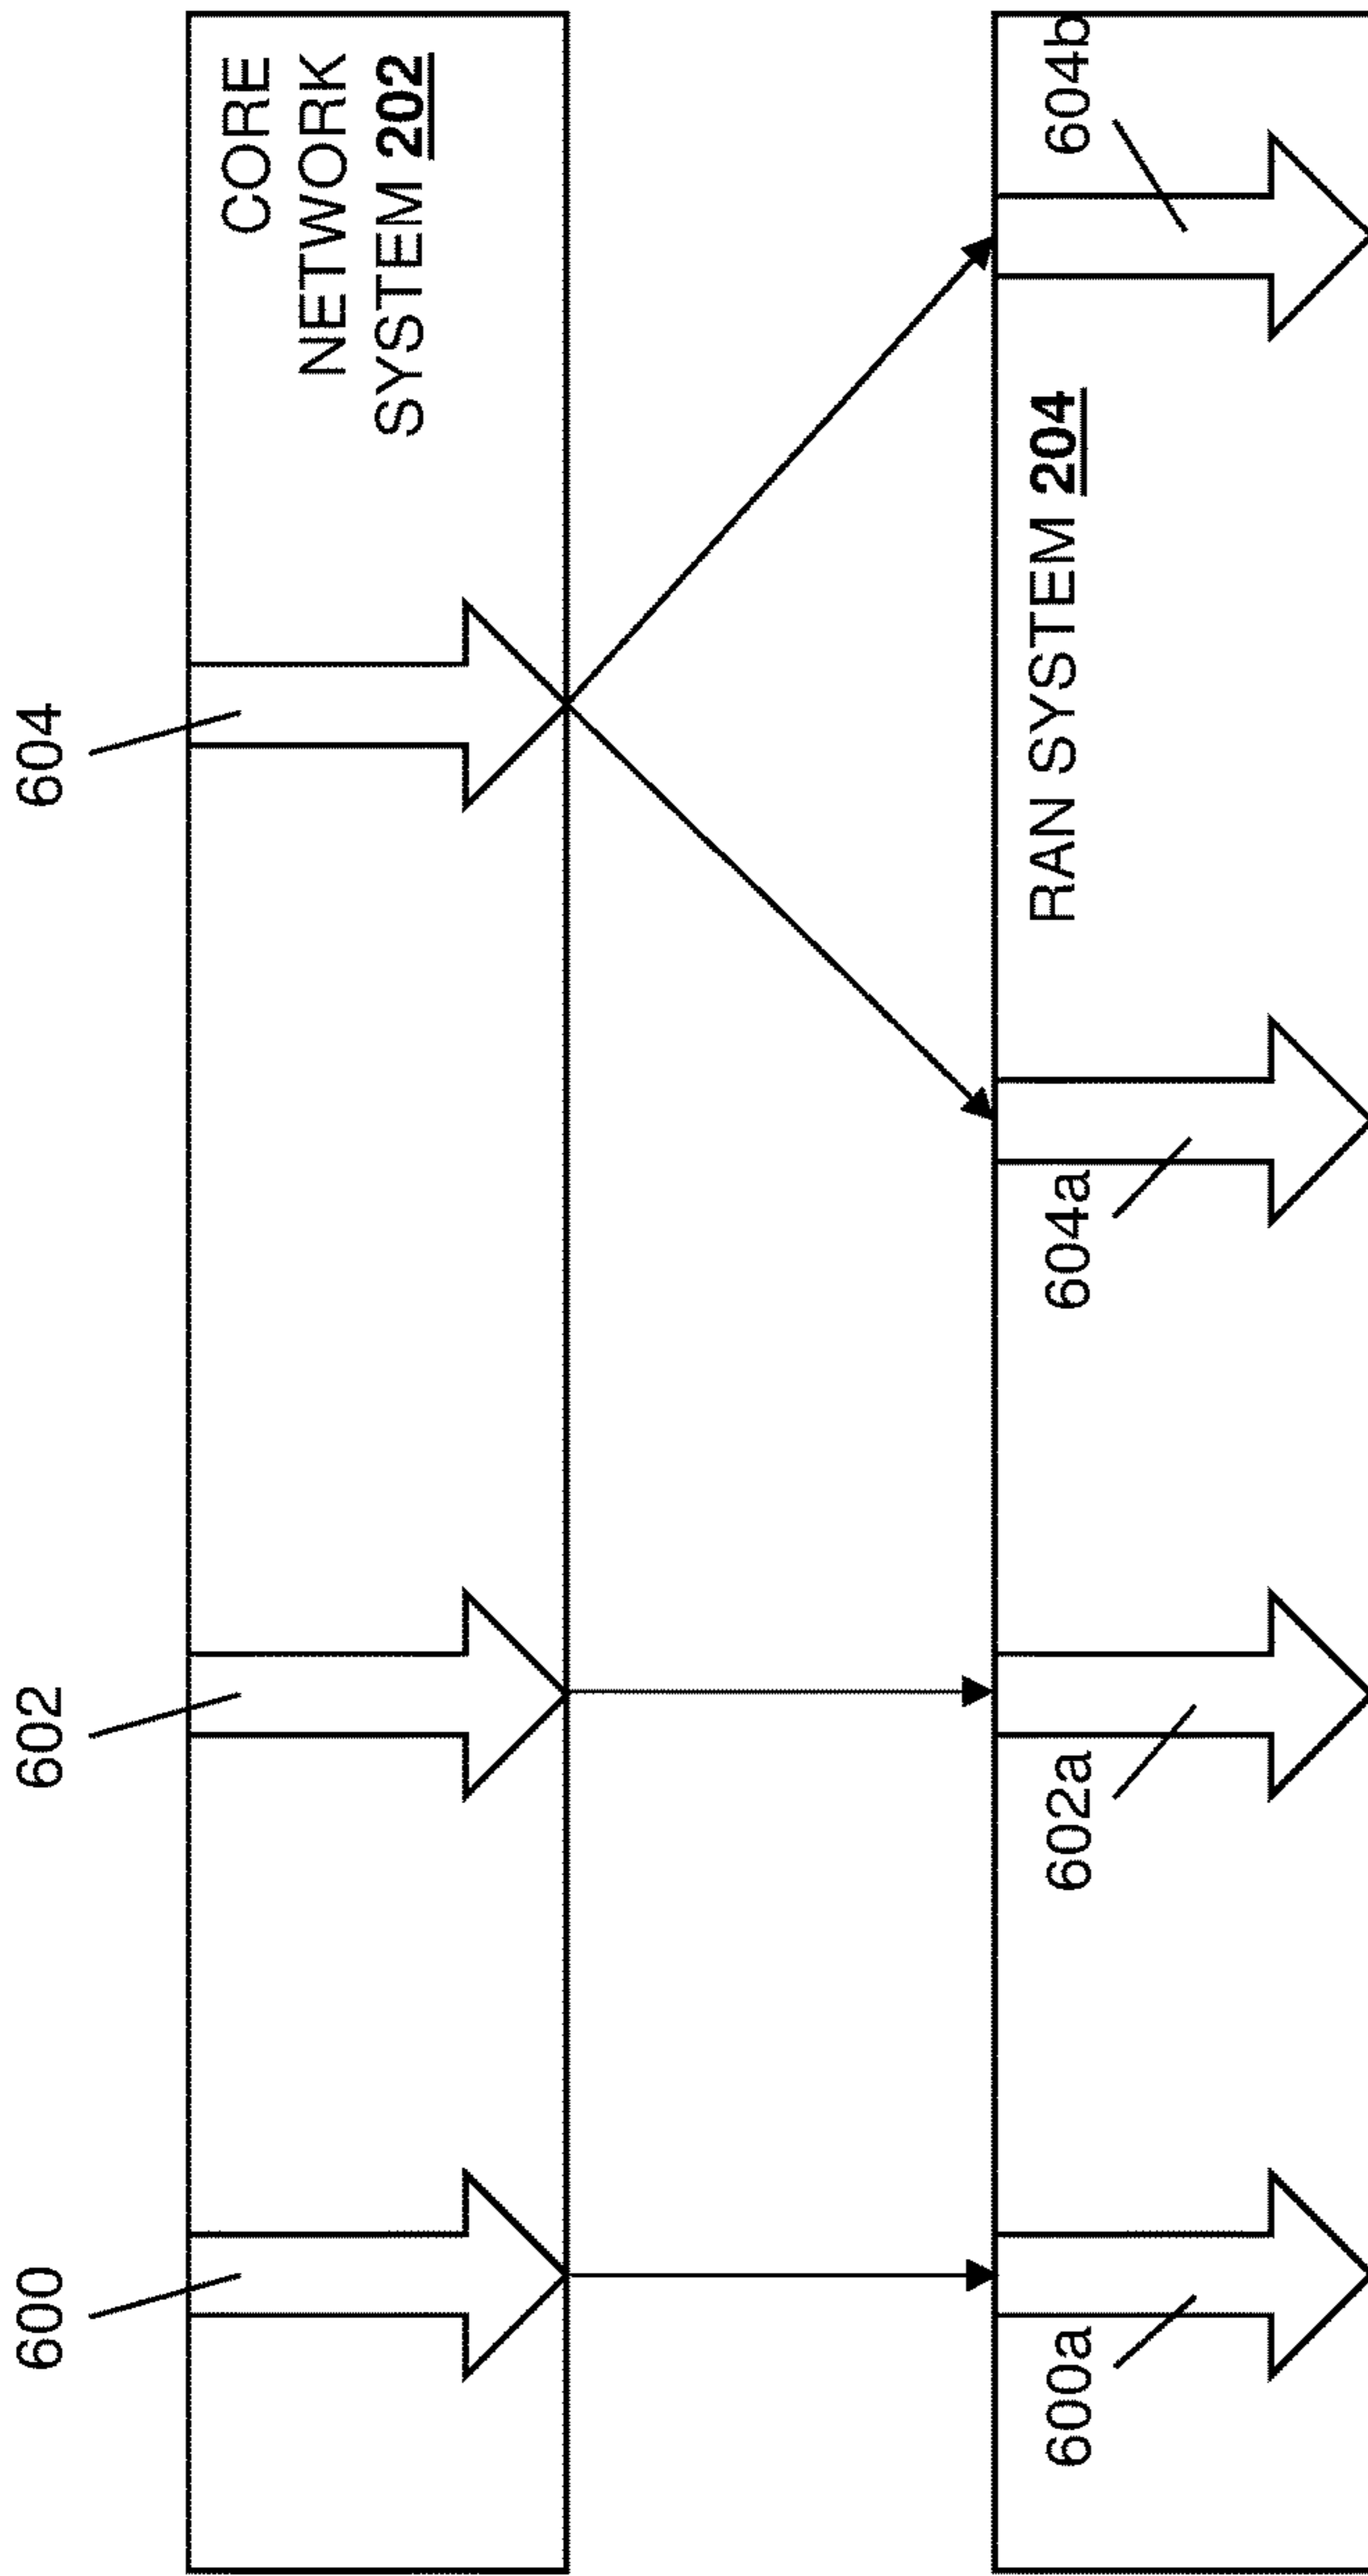 600
602
604
CORE
NETWORK
SYSTEM 202
RAN SYSTEM 204
600a
602a
604a
604b